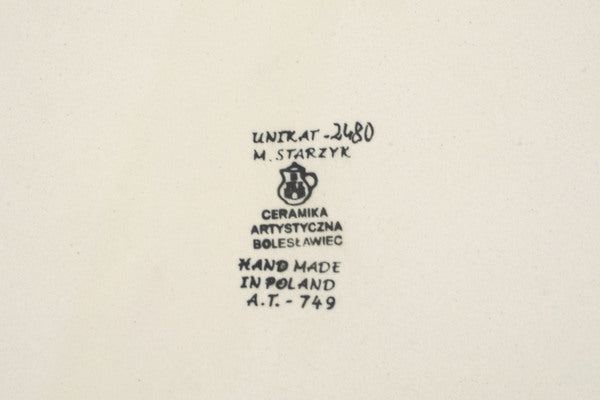 UNIKAT - 2480
M. STARZYK
CERAMIKA
ARTYSTYCZNA
BOLESŁAWIEC
HAND MADE
IN POLAND
A.T. - 749